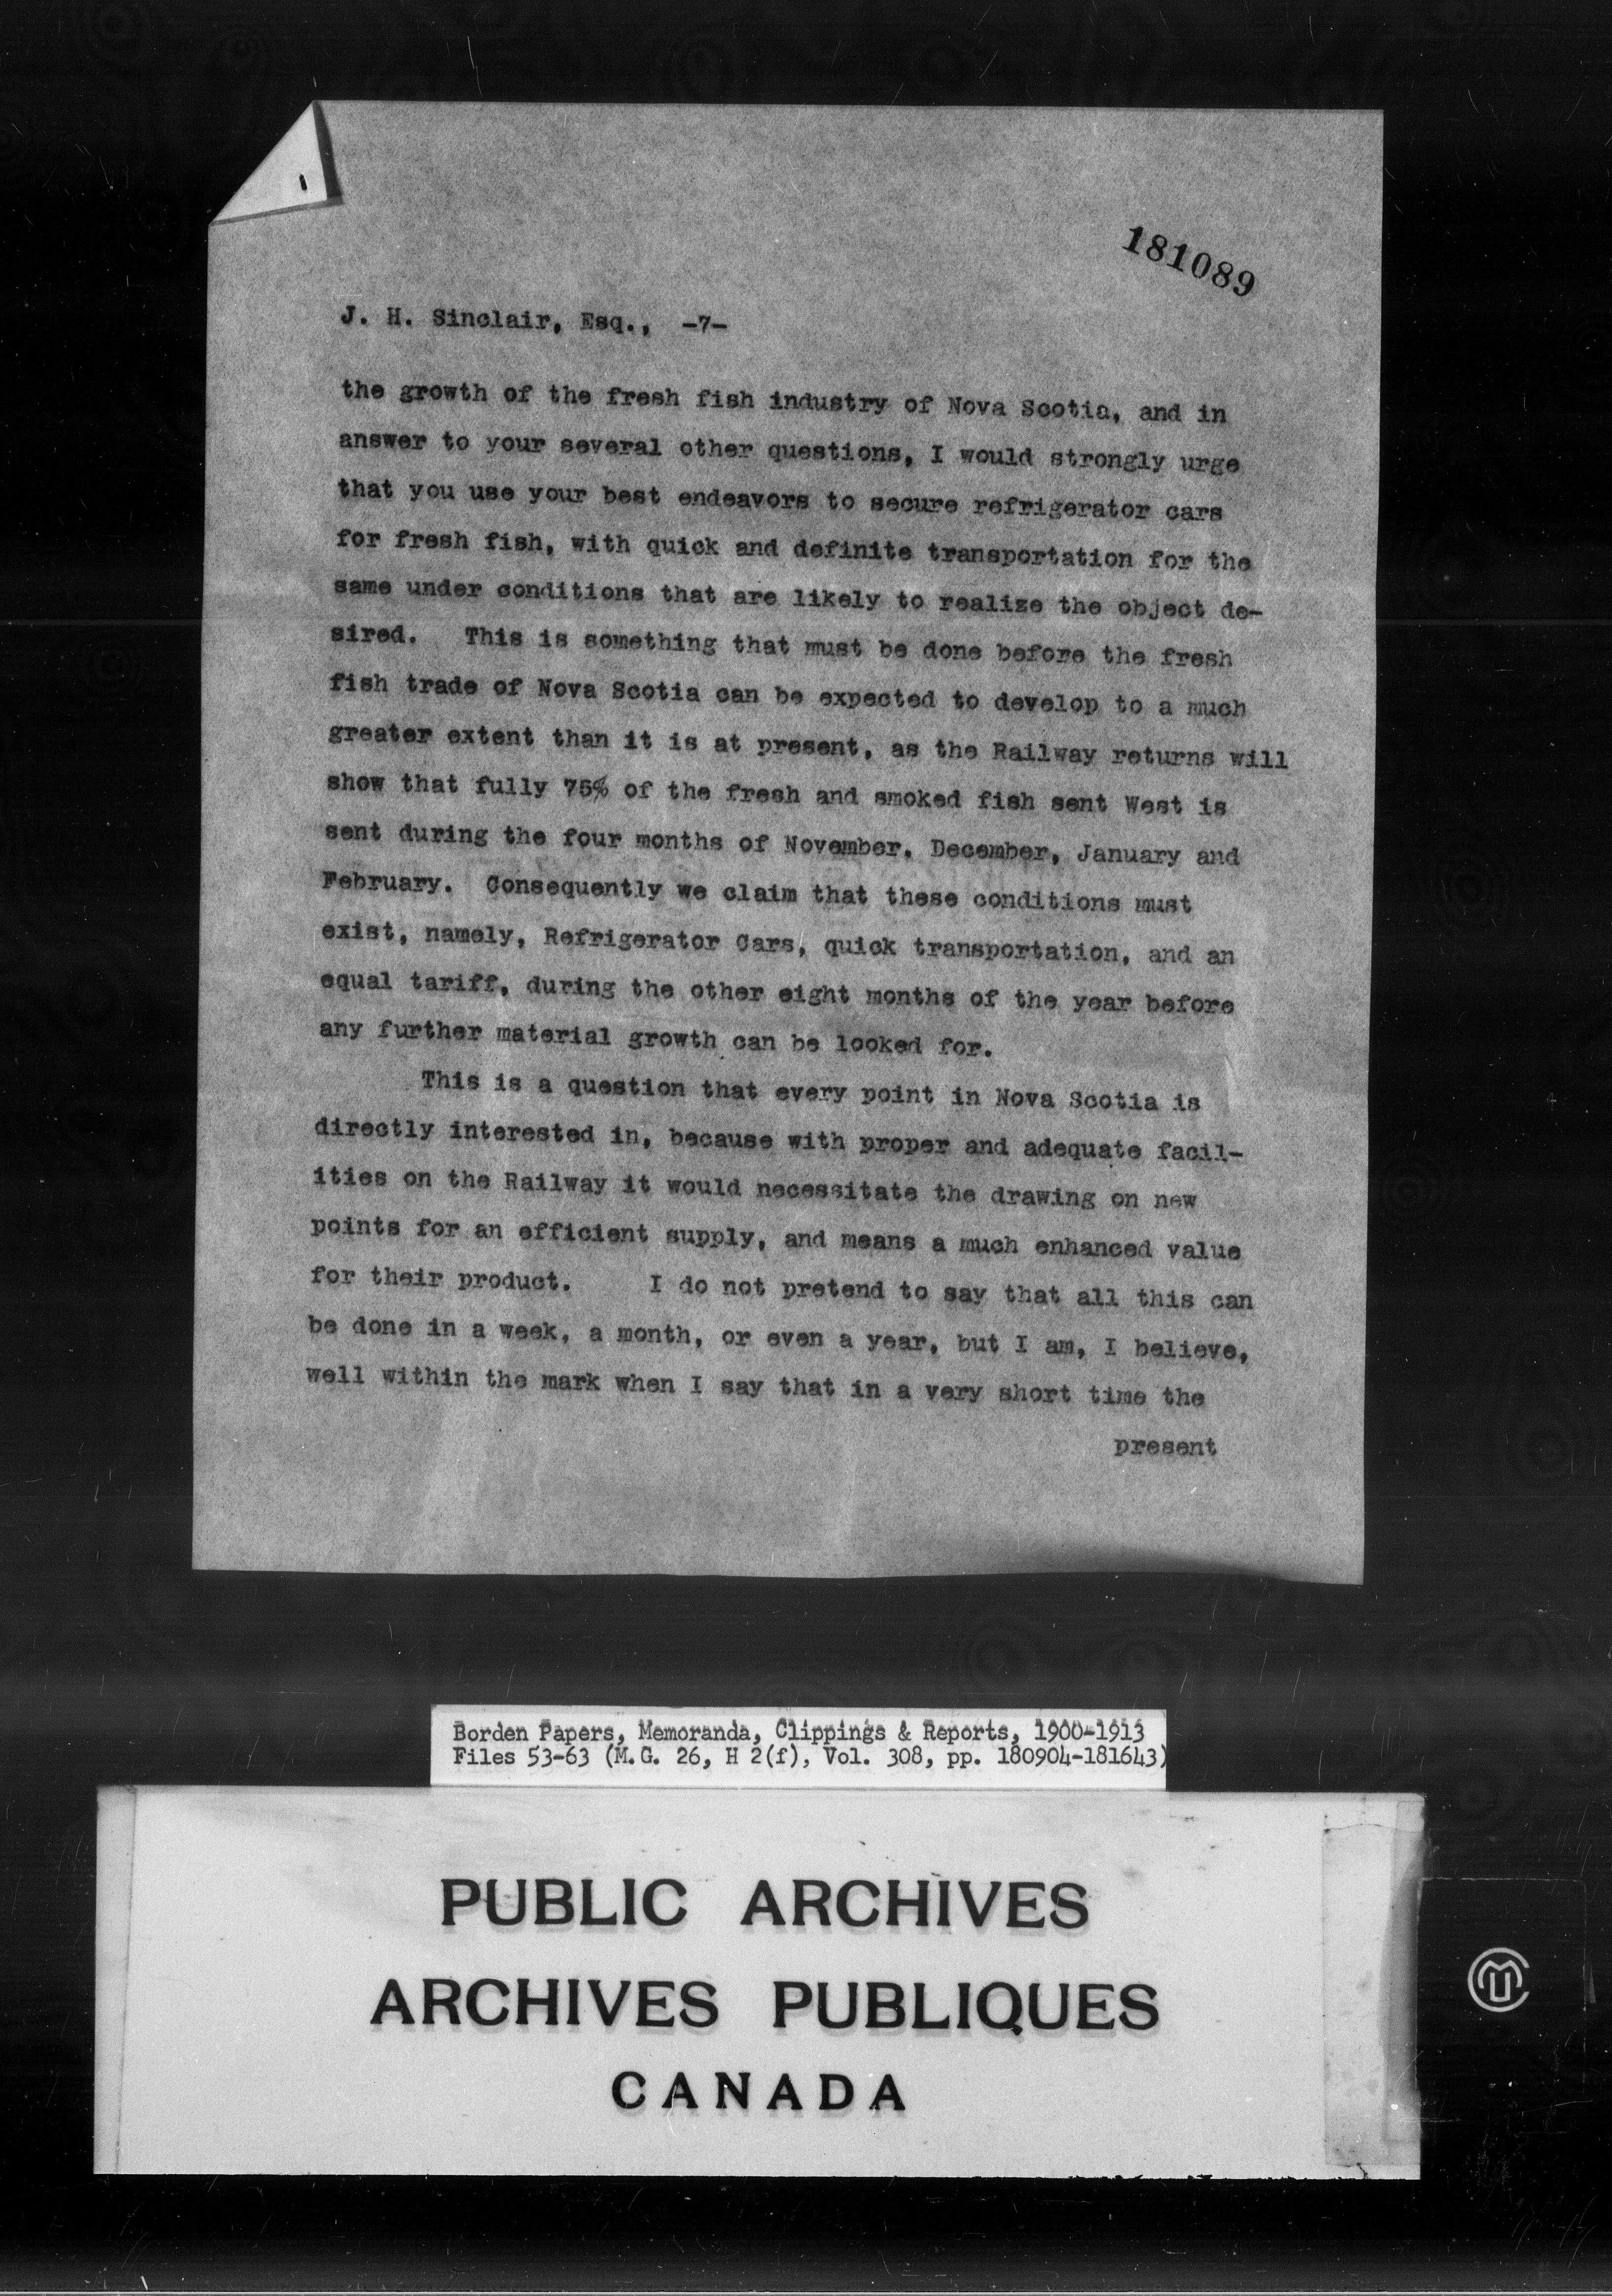 181089
J. H. Sinclair, Esq., -7-
the growth of the fresh fish industry of Nova Scotia, and in
answer to your several other questions, I would strongly urge
that you use your best endeavors to secure refrigerator cars
for fresh fish, with quick and definite transportation for the
same under conditions that are likely to realize the object de-
sired. This is something that must be done before the fresh
fish trade of Nova Scotia can be expected to develop to a much
greater extent than it is at present, as the Railway returns will
show that fully 75% of the fresh and smoked fish sent West is
sent during the four months of November, December, January and
February. Consequently we claim that these conditions must
exist, namely, Refrigerator Cars, quick transportation, and an
equal tariff, during the other eight months of the year before
any further material growth can be looked for.
This is a question that every point in Nova Scotia is
directly interested in, because with proper and adequate facil-
ities on the Railway it would necessitate the drawing on new
points for an efficient supply, and means a much enhanced value
for their product. I do not pretend to say that all this can
be done in a week, a month, or even a year, but I am, I believe,
well within the mark when I say that in a very short time the
present
Borden Papers, Memoranda, Clippings & Reports, 1900-1913
Files 53-63 (M.G. 26, H 2(f), Vol. 308, pp. 180904-181643)
PUBLIC ARCHIVES
ARCHIVES PUBLIQUES
CANADA